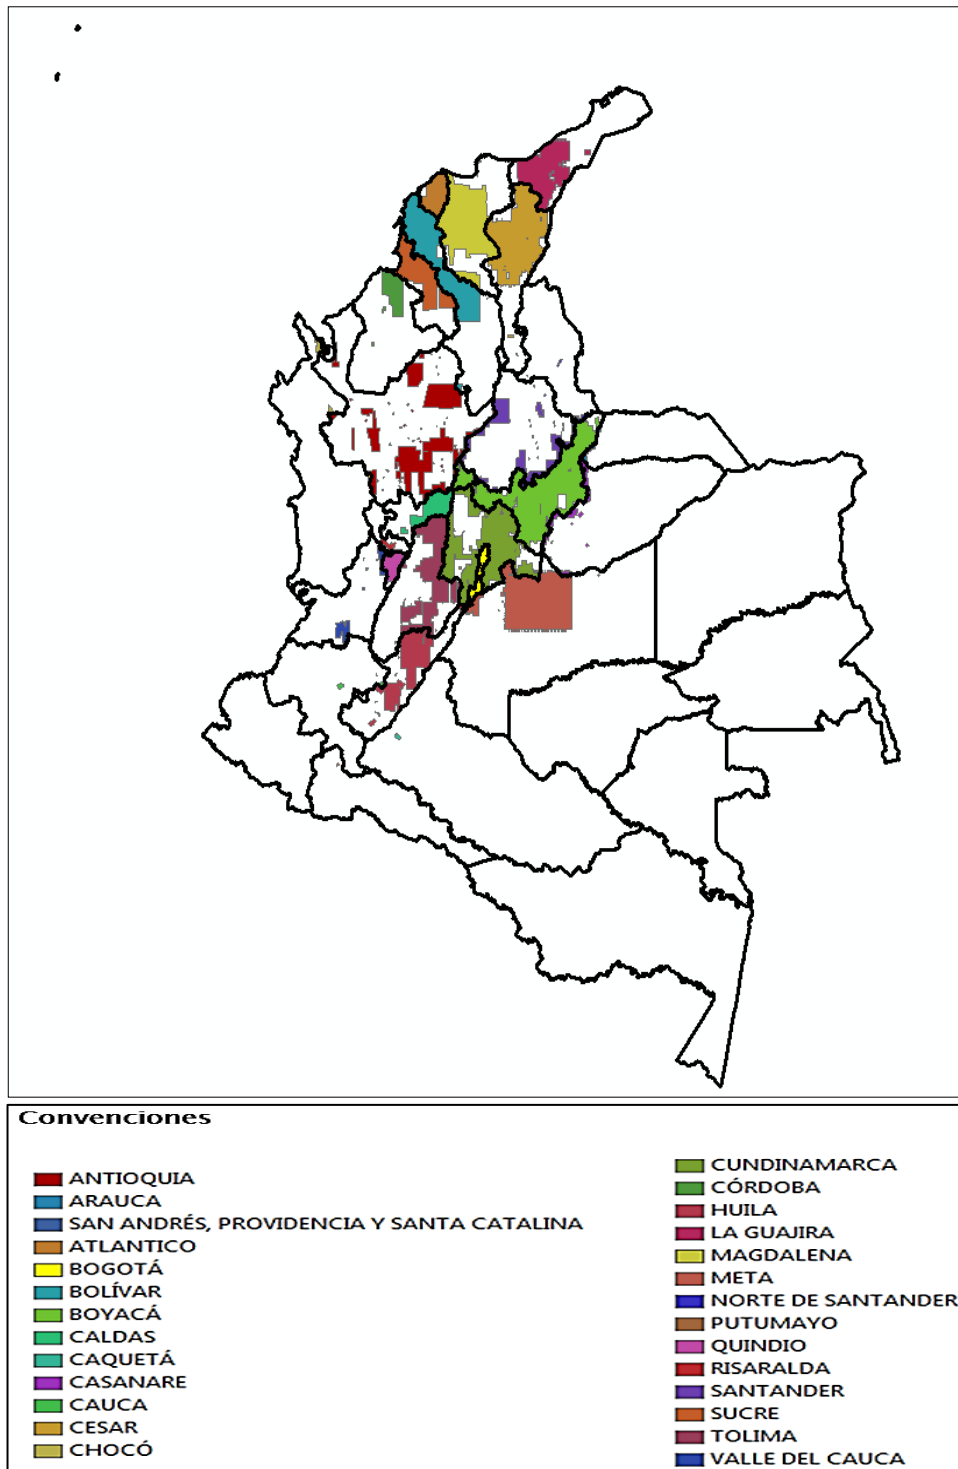 Convenciones
ANTIOQUIA
ARAUCA
SAN ANDRÉS, PROVIDENCIA Y SANTA CATALINA
ATLANTICO
BOGOTÁ
BOLÍVAR
BOYACÁ
CALDAS
CAQUETÁ
CASANARE
CAUCA
CESAR
CHOCÓ
CUNDINAMARCA
CÓRDOBA
HUILA
LA GUAJIRA
MAGDALENA
META
NORTE DE SANTANDER
PUTUMAYO
QUINDIO
RISARALDA
SANTANDER
SUCRE
TOLIMA
VALLE DEL CAUCA